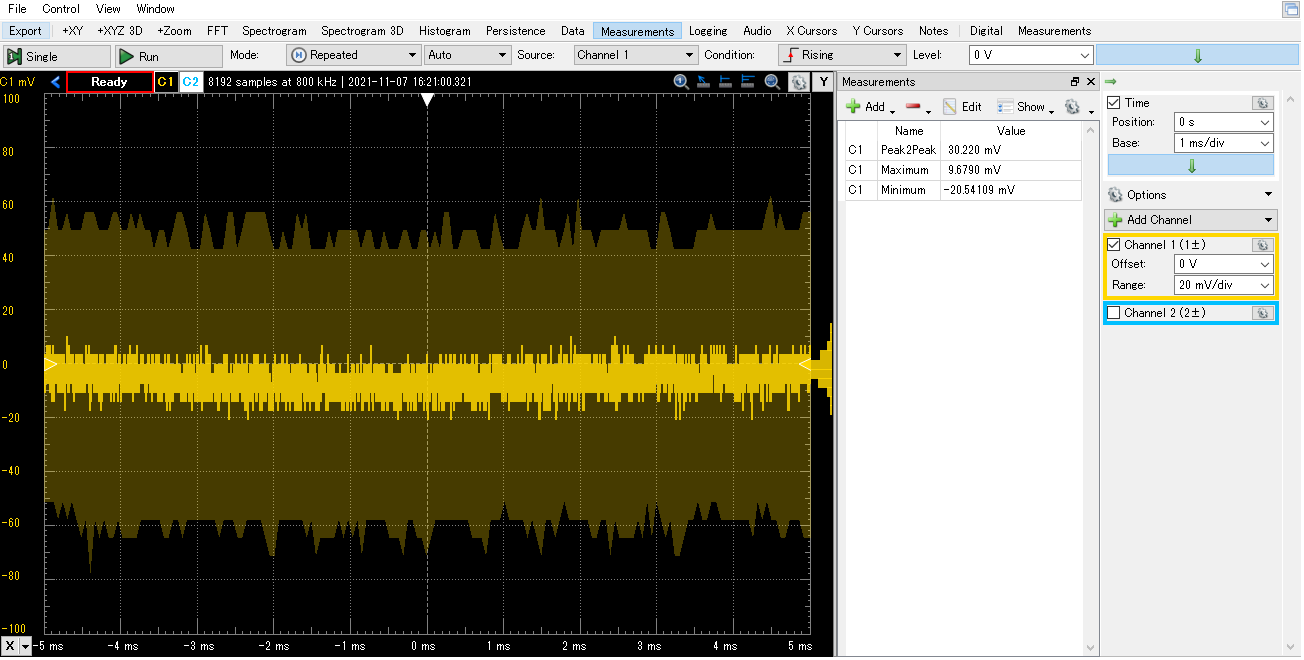 File Control View Window
Export +XY +XYZ 3D +Zoom FFT Spectrogram Spectrogram 3D Histogram Persistence Data Measurements Logging Audio X Cursors Y Cursors Notes Digital Measurements
Single Run Mode: Repeated Auto Source: Channel 1 Condition: Rising Level: 0 V
C1 mV Ready C1 C2 8192 samples at 800 kHz | 2021-11-07 16:21:00.321 Y
100
80
60
40
20
0
-20
-40
-60
-80
-100
X -5 ms -4 ms -3 ms -2 ms -1 ms 0 ms 1 ms 2 ms 3 ms 4 ms 5 ms
Measurements
Add Edit Show
Name Value
C1 Peak2Peak 30.220 mV
C1 Maximum 9.6790 mV
C1 Minimum -20.54109 mV
Time
Position: 0 s
Base: 1 ms/div
Options
Add Channel
Channel 1 (1±)
Offset: 0 V
Range: 20 mV/div
Channel 2 (2±)